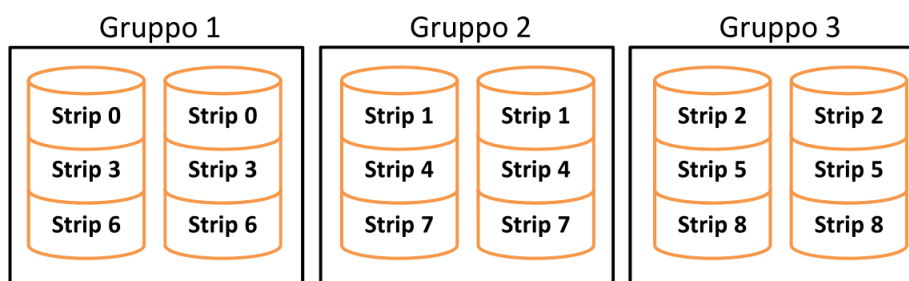 Gruppo 1
Gruppo 2
Gruppo 3
Strip 0 Strip 0 Strip 1 Strip 1 Strip 2 Strip 2
Strip 3 Strip 3 Strip 4 Strip 4 Strip 5 Strip 5
Strip 6 Strip 6 Strip 7 Strip 7 Strip 8 Strip 8